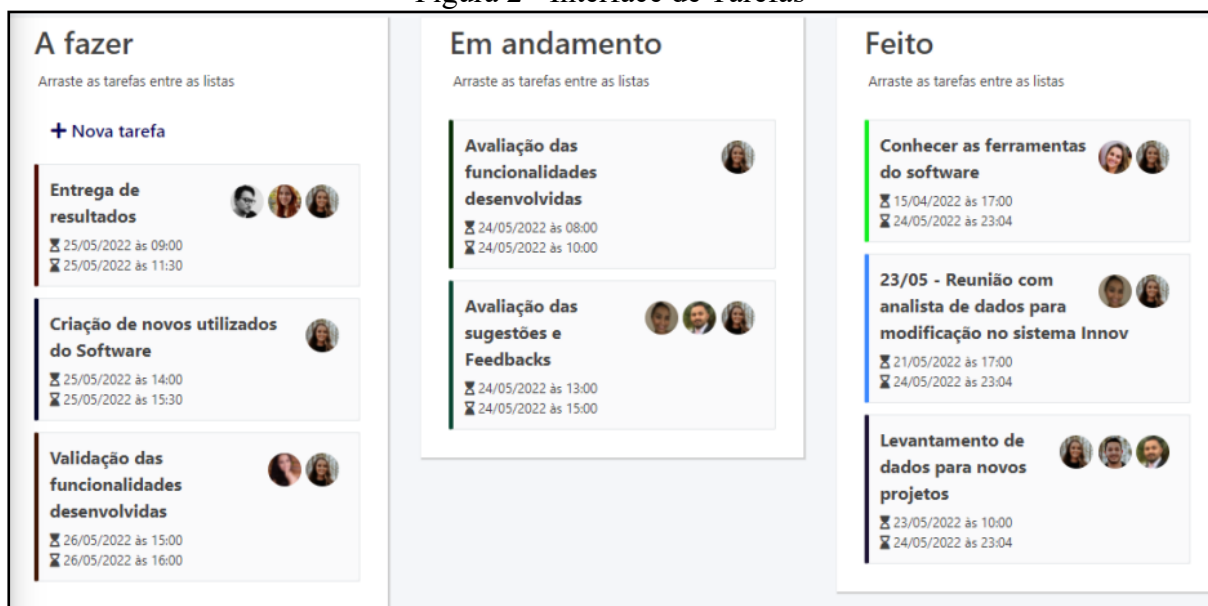 Figura 2 - Interface de Tarefas
A fazer
Arraste as tarefas entre as listas
+ Nova tarefa
Entrega de
resultados
25/05/2022 às 09:00
25/05/2022 às 11:30
Criação de novos utilizados
do Software
25/05/2022 às 14:00
25/05/2022 às 15:30
Validação das
funcionalidades
desenvolvidas
26/05/2022 às 15:00
26/05/2022 às 16:00
Em andamento
Arraste as tarefas entre as listas
Avaliação das
funcionalidades
desenvolvidas
24/05/2022 às 08:00
24/05/2022 às 10:00
Avaliação das
sugestões e
Feedbacks
24/05/2022 às 13:00
24/05/2022 às 15:00
Feito
Arraste as tarefas entre as listas
Conhecer as ferramentas
do software
15/04/2022 às 17:00
24/05/2022 às 23:04
23/05 - Reunião com
analista de dados para
modificação no sistema Innov
21/05/2022 às 17:00
24/05/2022 às 23:04
Levantamento de
dados para novos
projetos
23/05/2022 às 10:00
24/05/2022 às 23:04